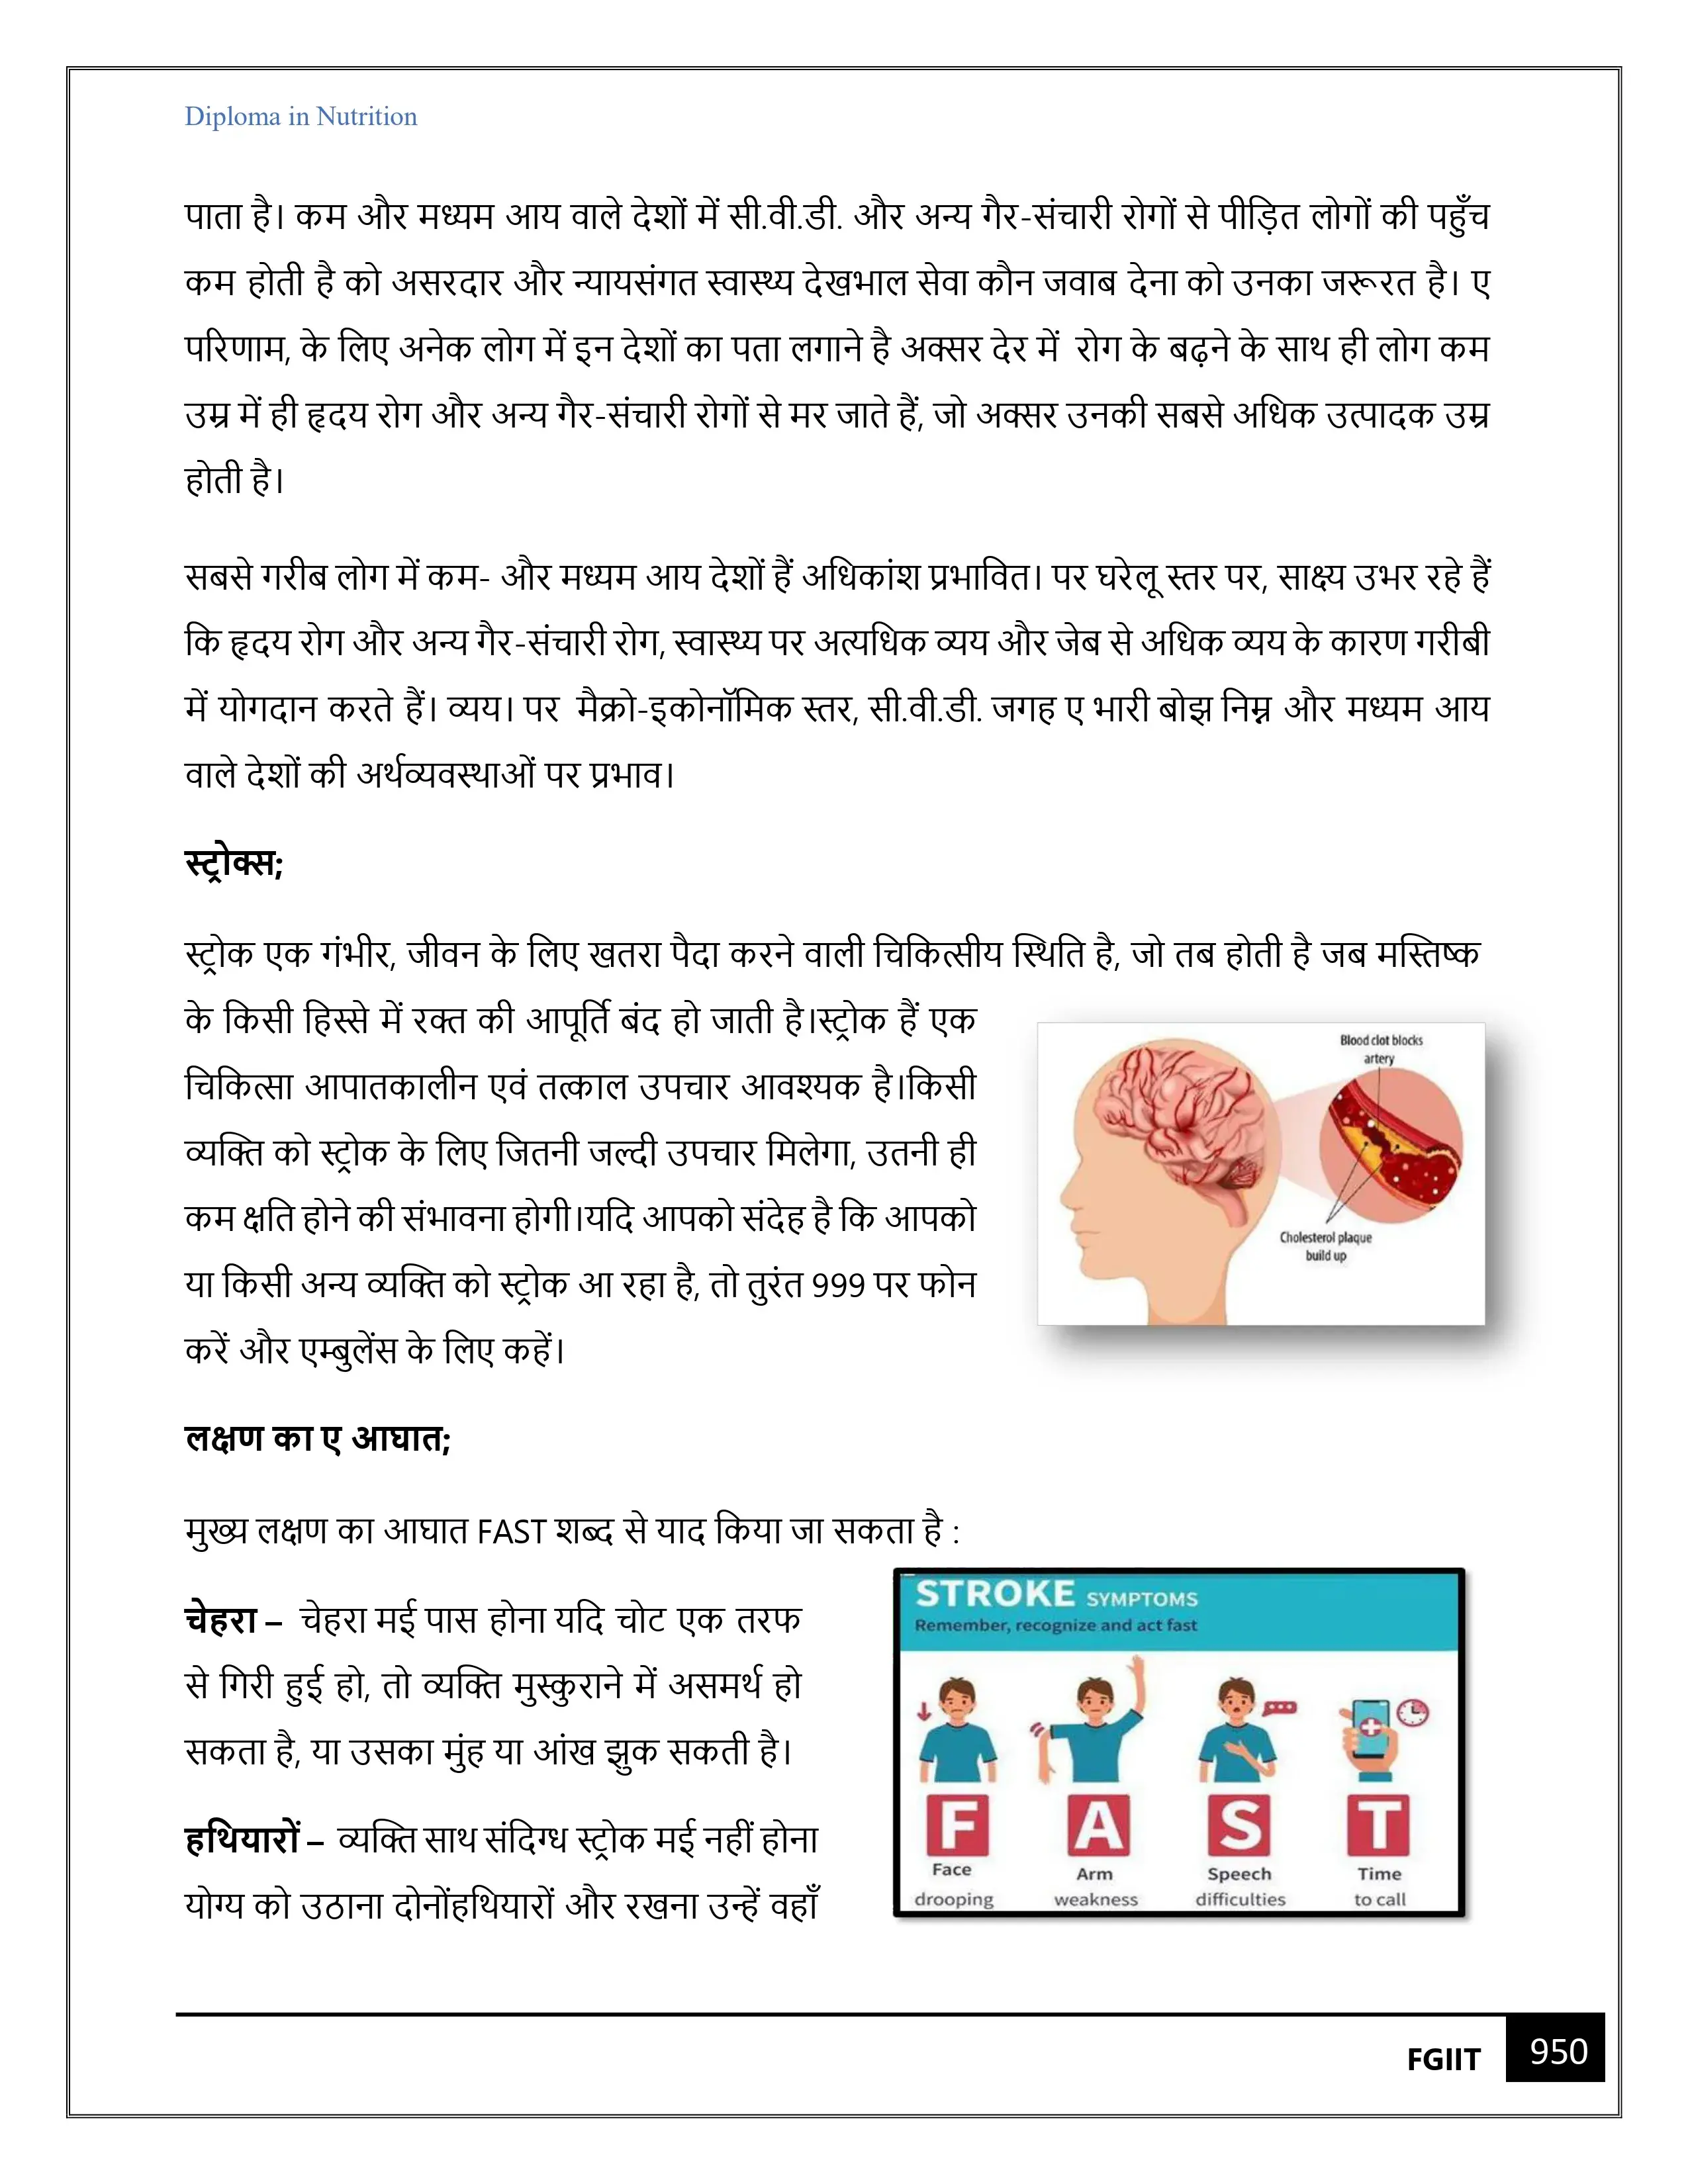 Diploma in Nutrition
पाता है। कम और मध्यम आय वाले देशों में सी.वी.डी. और अन्य गैर-संचारी रोगों से पीड़ित लोगों की पहुँच
कम होती है को असरदार और न्यायसंगत स्वास्थ्य देखभाल सेवा कौन जवाब देना को उनका जरूरत है। ए
परिणाम, के लिए अनेक लोग में इन देशों का पता लगाने है अक्सर देर में रोग के बढ़ने के साथ ही लोग कम
उम्र में ही हृदय रोग और अन्य गैर-संचारी रोगों से मर जाते हैं, जो अक्सर उनकी सबसे अधिक उत्पादक उम्र
होती है।
सबसे गरीब लोग में कम- और मध्यम आय देशों हैं अधिकांश प्रभावित। पर घरेलू स्तर पर, साक्ष्य उभर रहे हैं
कि हृदय रोग और अन्य गैर-संचारी रोग, स्वास्थ्य पर अत्यधिक व्यय और जेब से अधिक व्यय के कारण गरीबी
में योगदान करते हैं। व्यय। पर मैक्रो-इकोनॉमिक स्तर, सी.वी.डी. जगह ए भारी बोझ निम्न और मध्यम आय
वाले देशों की अर्थव्यवस्थाओं पर प्रभाव।
स्ट्रोक्स;
स्ट्रोक एक गंभीर, जीवन के लिए खतरा पैदा करने वाली चिकित्सीय स्थिति है, जो तब होती है जब मस्तिष्क
के किसी हिस्से में रक्त की आपूर्ति बंद हो जाती है।स्ट्रोक हैं एक
चिकित्सा आपातकालीन एवं तत्काल उपचार आवश्यक है।किसी
व्यक्ति को स्ट्रोक के लिए जितनी जल्दी उपचार मिलेगा, उतनी ही
कम क्षति होने की संभावना होगी।यदि आपको संदेह है कि आपको
या किसी अन्य व्यक्ति को स्ट्रोक आ रहा है, तो तुरंत 999 पर फोन
करें और एम्बुलेंस के लिए कहें।
Blood clot blocks
artery
Cholesterol plaque
build up
लक्षण का ए आघात;
मुख्य लक्षण का आघात FAST शब्द से याद किया जा सकता है :
चेहरा – चेहरा मई पास होना यदि चोट एक तरफ
से गिरी हुई हो, तो व्यक्ति मुस्कुराने में असमर्थ हो
सकता है, या उसका मुंह या आंख झुक सकती है।
हथियारों – व्यक्ति साथ संदिग्ध स्ट्रोक मई नहीं होना
योग्य को उठाना दोनोंहथियारों और रखना उन्हें वहाँ
STROKE SYMPTOMS
Remember, recognize and act fast
F A S T
Face Arm Speech Time
drooping weakness difficulties to call
FGIIT 950